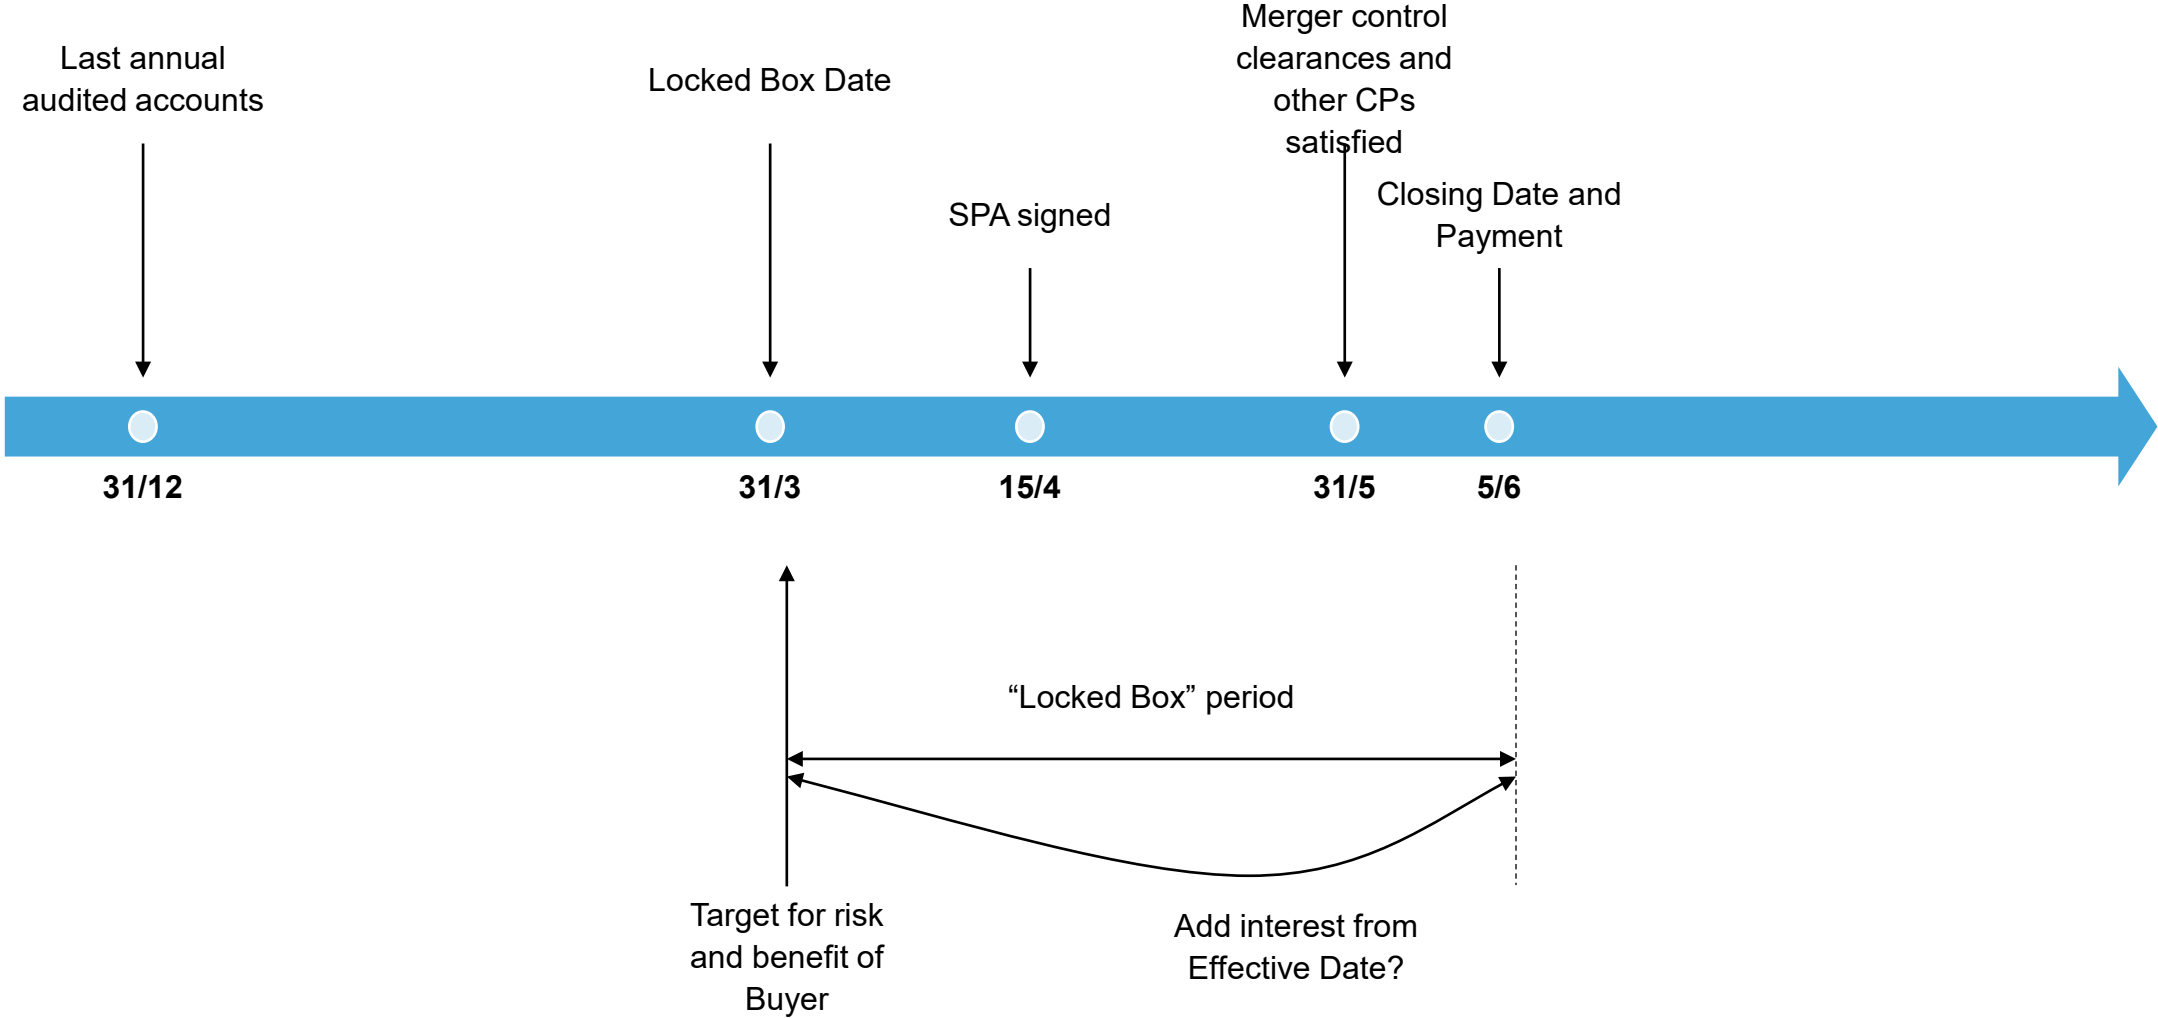 Last annual
audited accounts
Locked Box Date
SPA signed
Merger control
clearances and
other CPs
satisfied
Closing Date and
Payment
31/12
31/3
15/4
31/5
5/6
“Locked Box” period
Target for risk
and benefit of
Buyer
Add interest from
Effective Date?